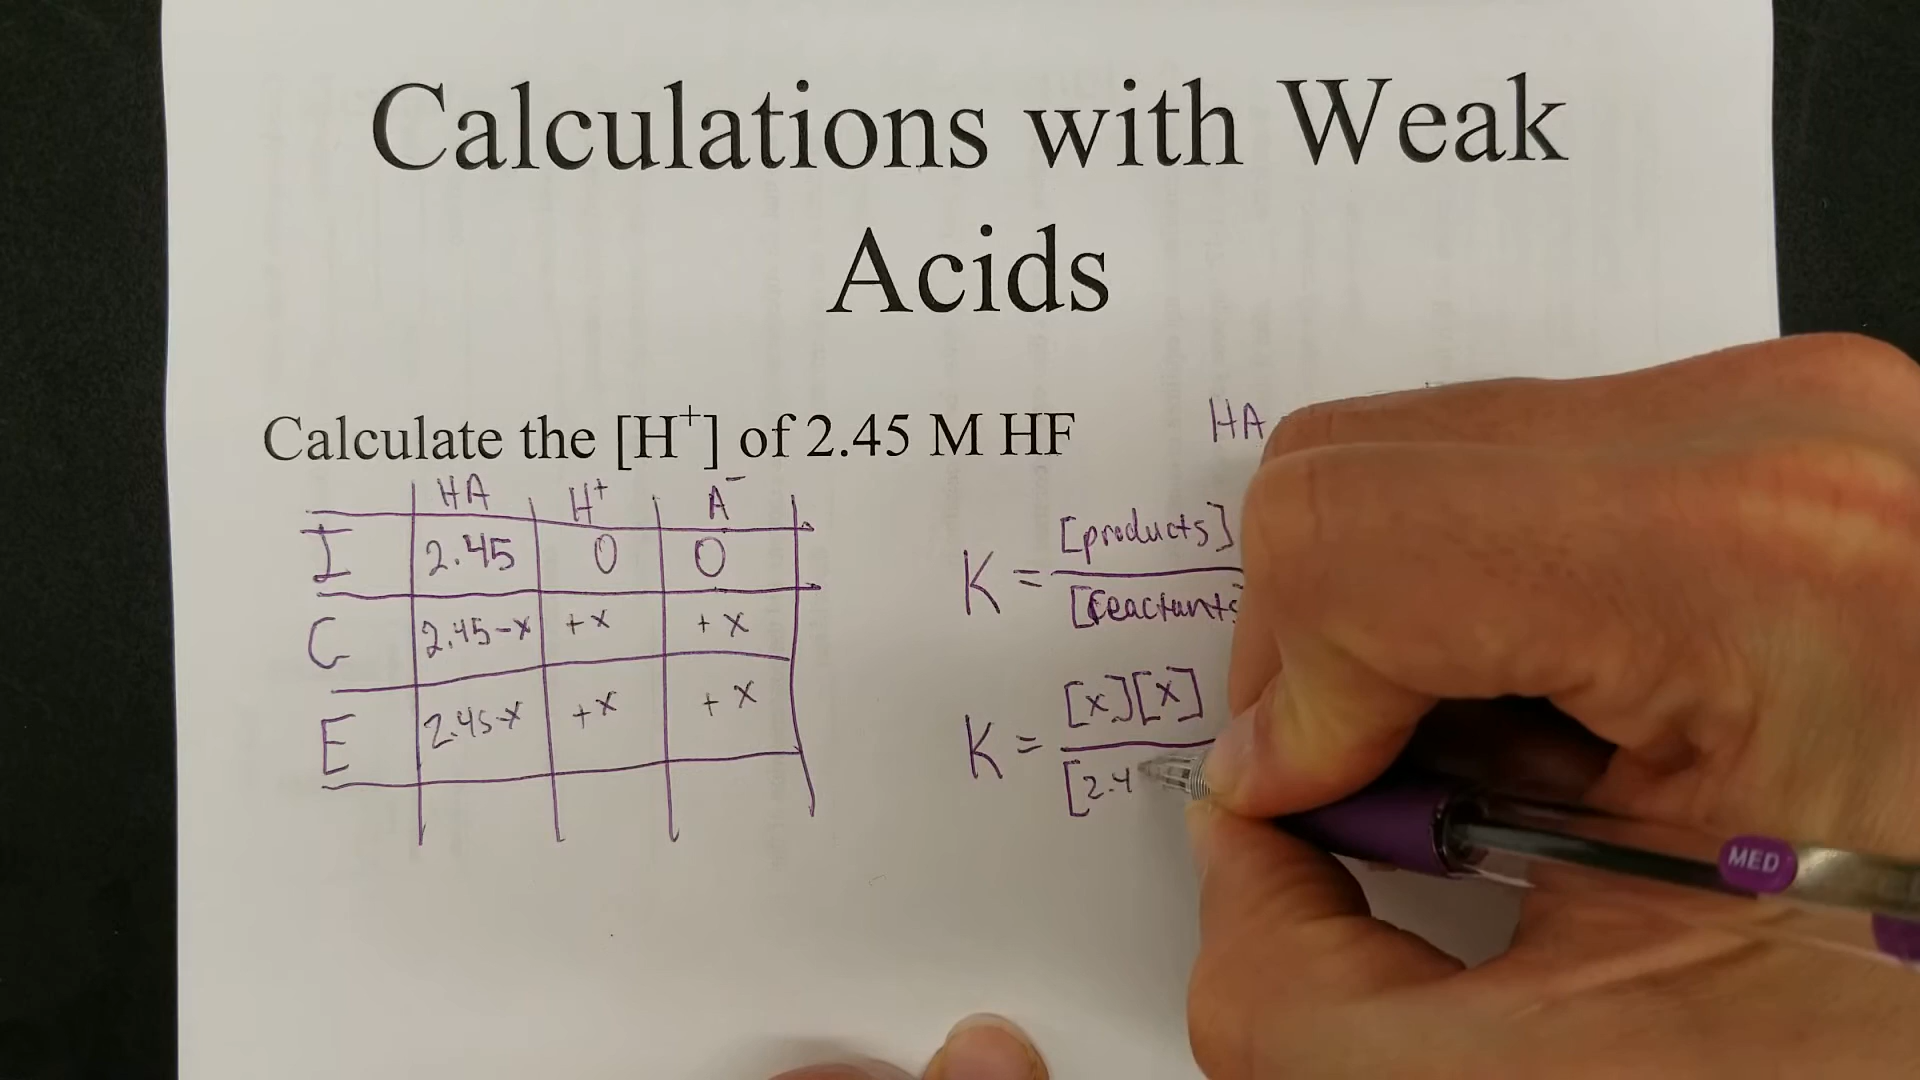 Calculations with Weak
Acids
Calculate the [H+] of 2.45 M HF
HA
HA H+ A-
I 2.45 0 0
C 2.45-x +x +x
E 2.45-x +x +x
K = [products]
[reactants
K = [x][x]
[2.4
MED